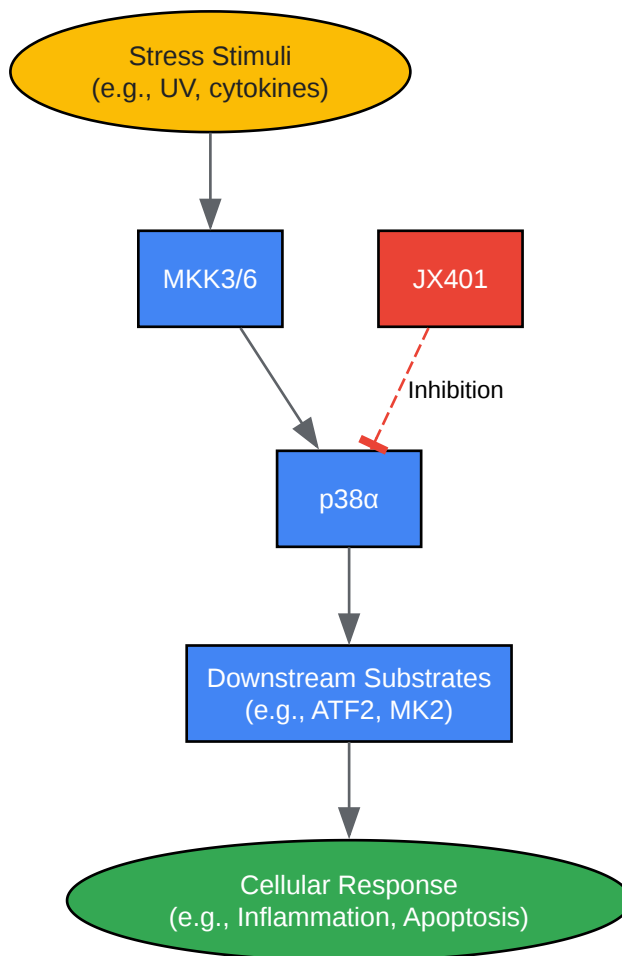 Stress Stimuli
(e.g., UV, cytokines)
MKK3/6
JX401
Inhibition
p38α
Downstream Substrates
(e.g., ATF2, MK2)
Cellular Response
(e.g., Inflammation, Apoptosis)